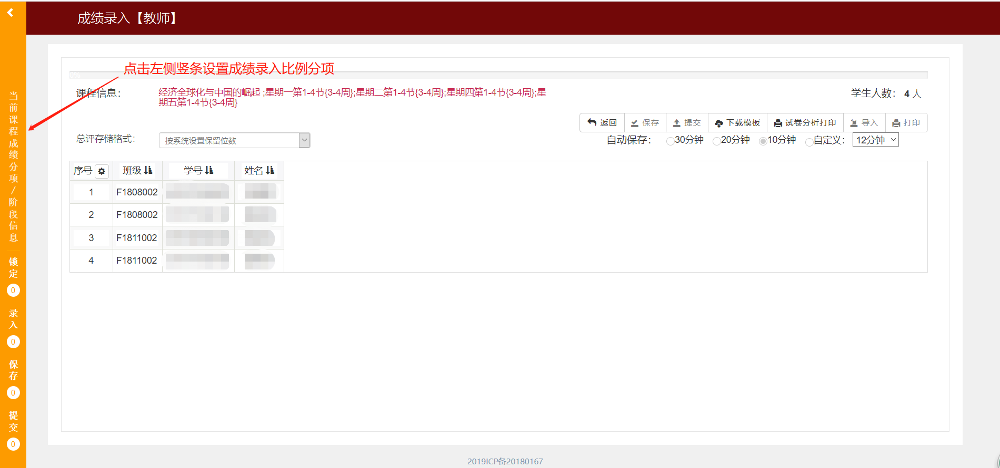 成绩录入【教师】
点击左侧竖条设置成绩录入比例分项
0%
课程信息：
经济全球化与中国的崛起 ;星期一第1-4节{3-4周};星期二第1-4节{3-4周};星期四第1-4节{3-4周};星
期五第1-4节{3-4周}
学生人数： 4 人
返回 保存 提交 下载模板 试卷分析打印 导入 打印
总评存储格式： 按系统设置保留位数
自动保存： 30分钟 20分钟 10分钟 自定义： 12分钟
序号 班级 学号 姓名
1 F1808002
2 F1808002
3 F1811002
4 F1811002
当前课程成绩分项/阶段信息
锁定
0
录入
0
保存
0
提交
0
2019ICP备20180167